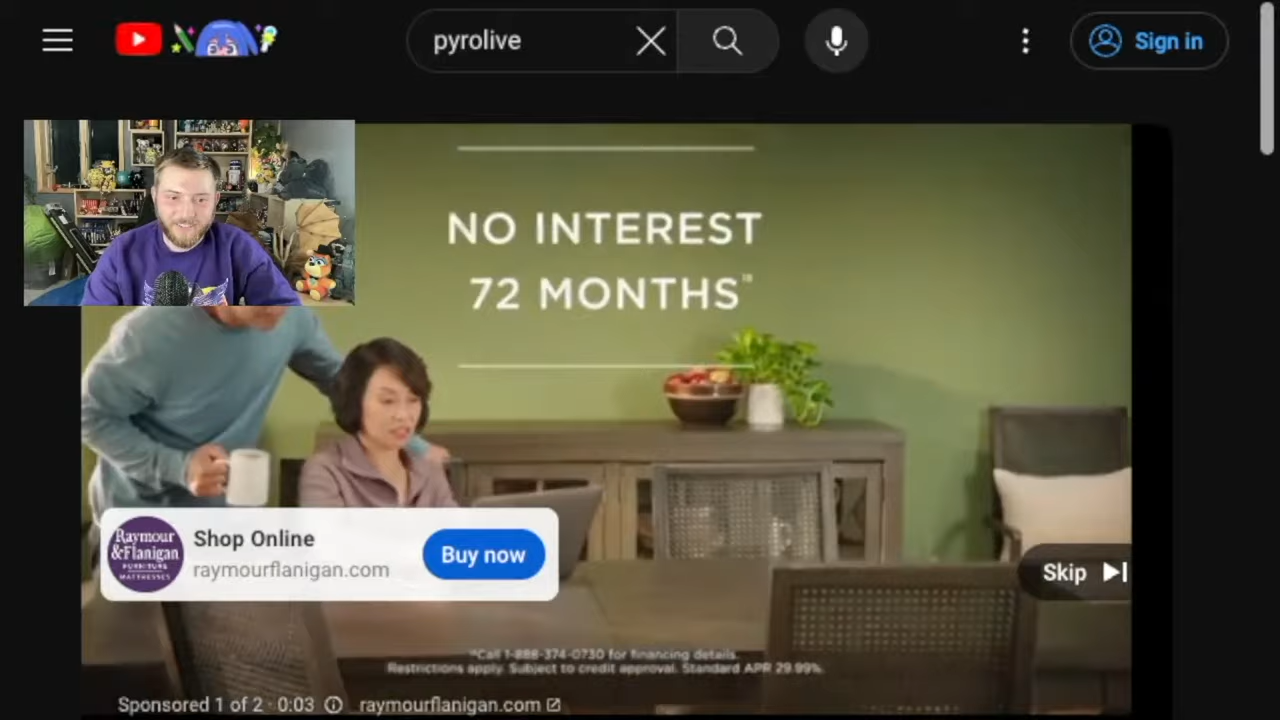 pyrolive
Sign in
NO INTEREST
72 MONTHS
Raymour
&Flanigan
FURNITURE
MATTRESSES
Shop Online
raymourflanigan.com
Buy now
Skip
*Call 1-888-374-0730 for financing details.
Restrictions apply. Subject to credit approval. Standard APR 29.99%.
Sponsored 1 of 2 · 0:03
raymourflanigan.com